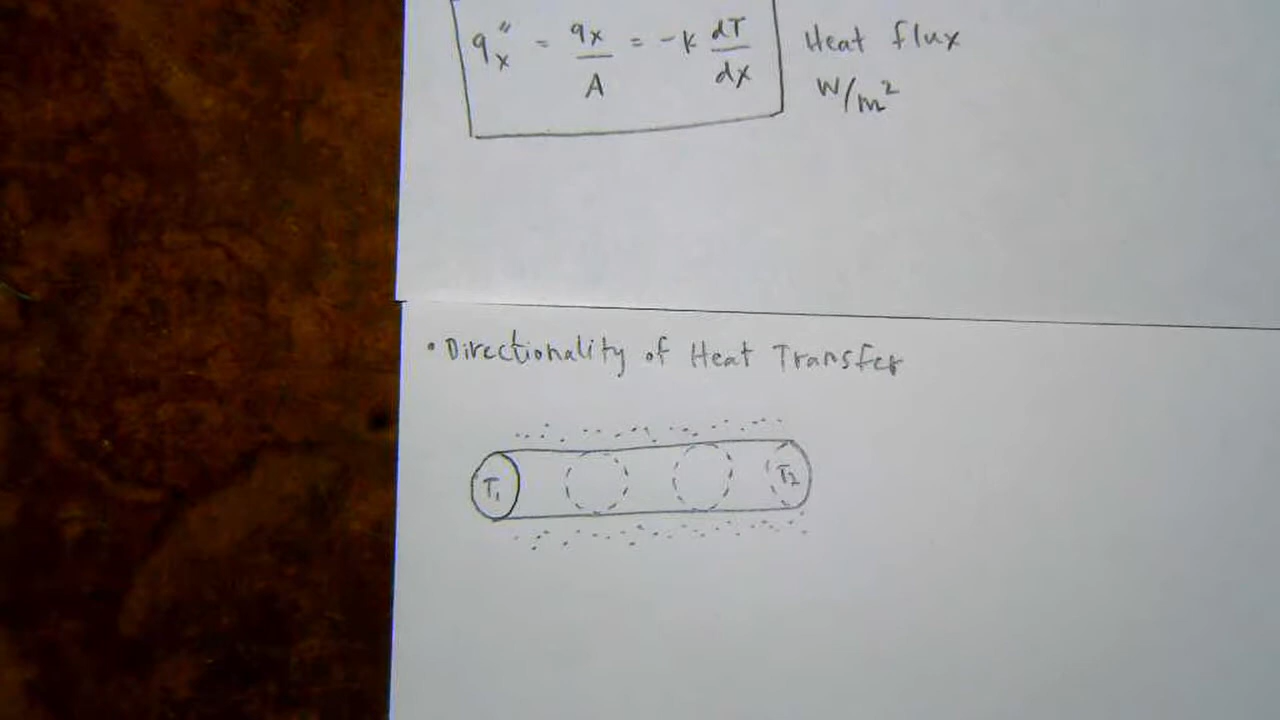 q″ₓ = qₓ/A = -k dT/dx Heat flux
W/m²
• Directionality of Heat Transfer
T₁ T₂